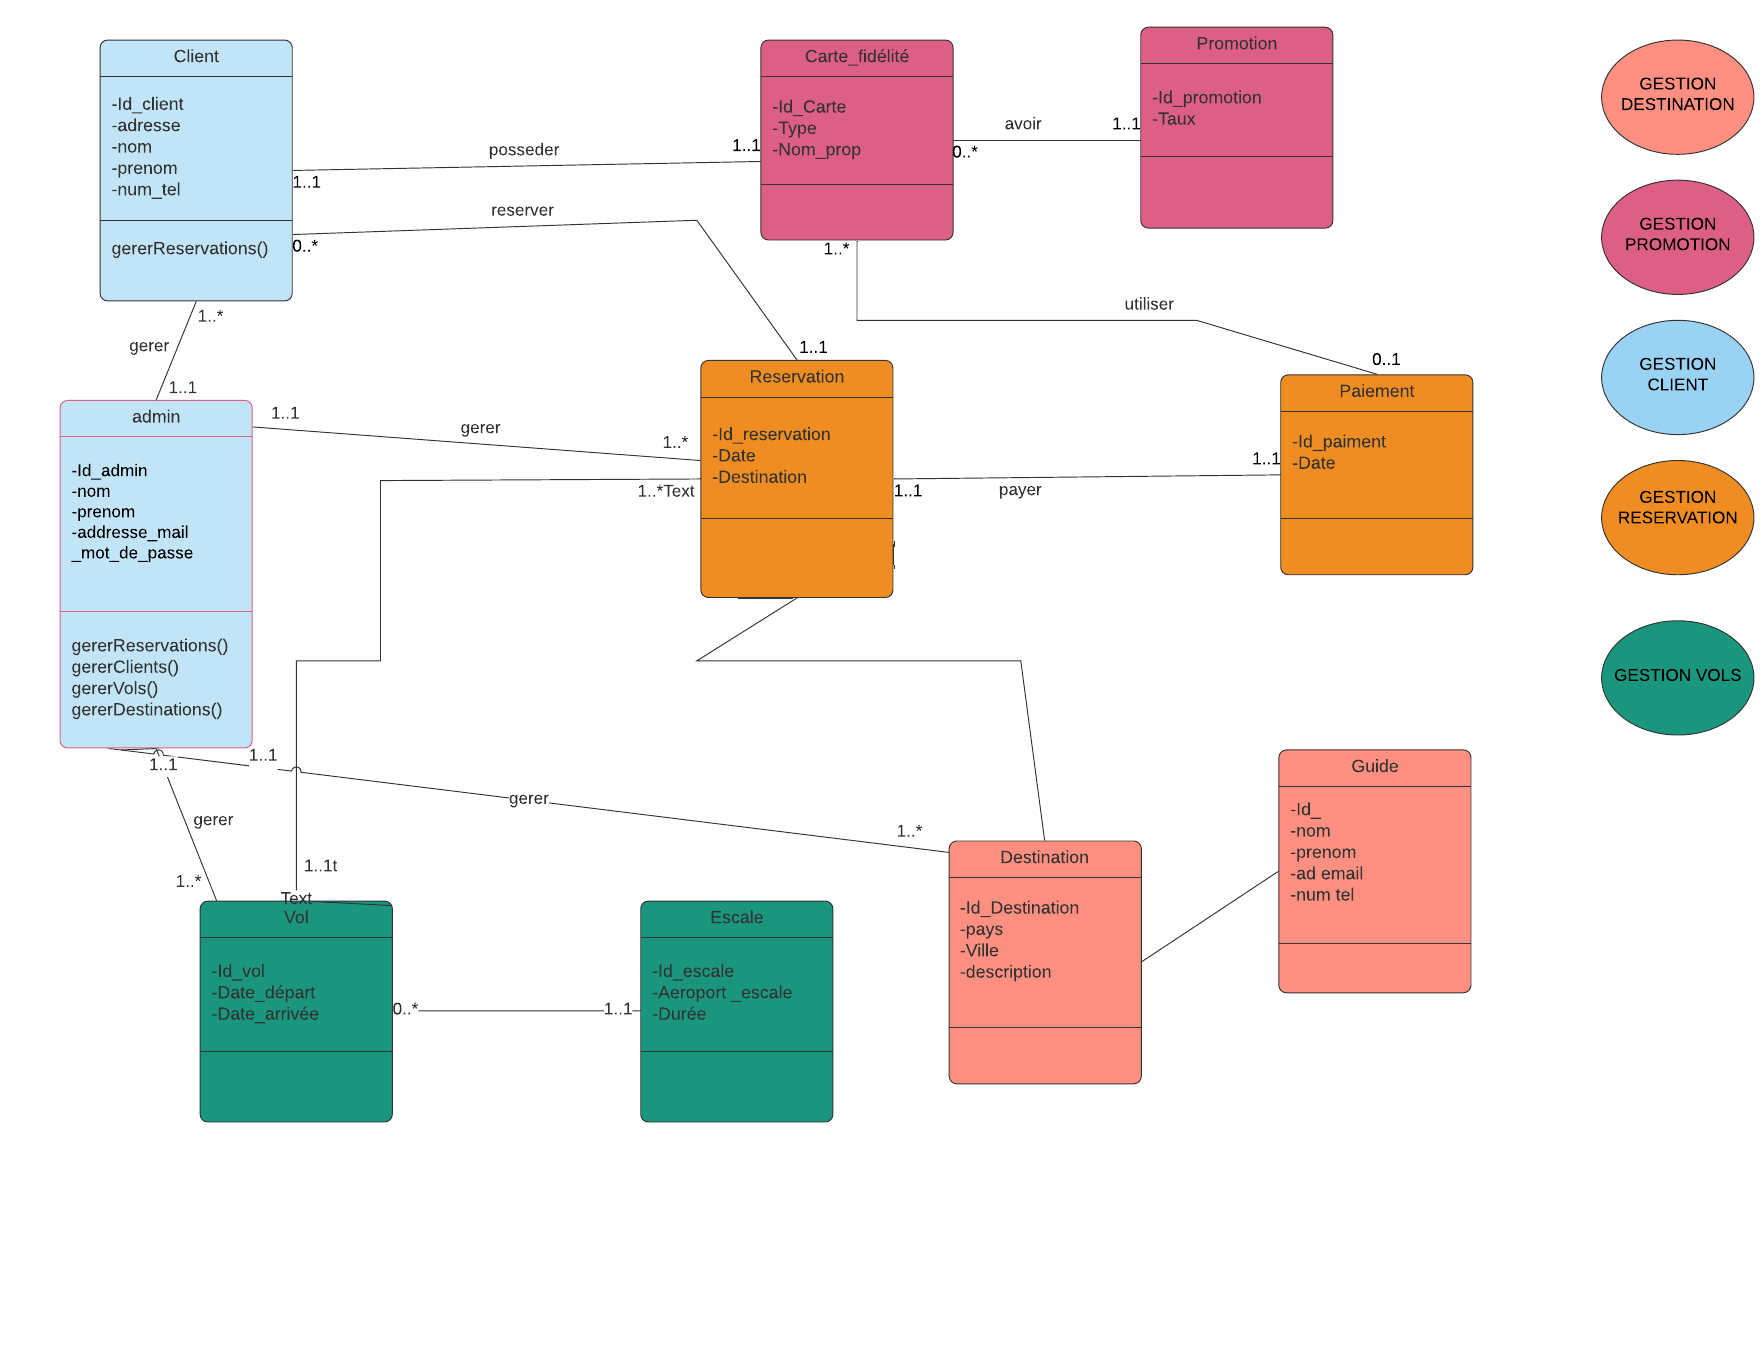 Client
-Id_client
-adresse
-nom
-prenom
-num_tel
gererReservations()
Carte_fidélité
-Id_Carte
-Type
-Nom_prop
Promotion
-Id_promotion
-Taux
GESTION
DESTINATION
GESTION
PROMOTION
GESTION
CLIENT
GESTION
RESERVATION
GESTION VOLS
posseder
1..1
1..1
avoir
1..1
0..*
reserver
0..*
1..1
1..*
utiliser
0..1
1..*
gerer
1..1
admin
-Id_admin
-nom
-prenom
-addresse_mail
_mot_de_passe
gererReservations()
gererClients()
gererVols()
gererDestinations()
1..1
gerer
1..*
1..*Text
Reservation
-Id_reservation
-Date
-Destination
1..1
payer
1..1
Paiement
-Id_paiment
-Date
1..1
1..1
gerer
1..*
gerer
1..*
1..1t
Text
Vol
-Id_vol
-Date_départ
-Date_arrivée
0..*
1..1
Escale
-Id_escale
-Aeroport _escale
-Durée
Destination
-Id_Destination
-pays
-Ville
-description
Guide
-Id_
-nom
-prenom
-ad email
-num tel